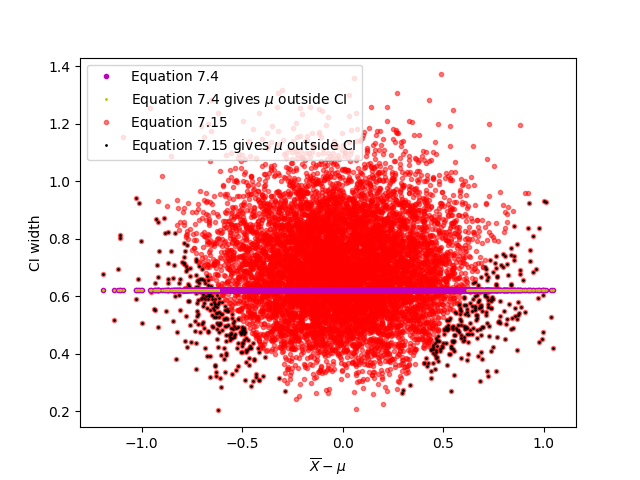 Equation 7.4
Equation 7.4 gives μ outside CI
Equation 7.15
Equation 7.15 gives μ outside CI
1.4
1.2
1.0
0.8
0.6
0.4
0.2
CI width
−1.0 −0.5 0.0 0.5 1.0
X̅ − μ